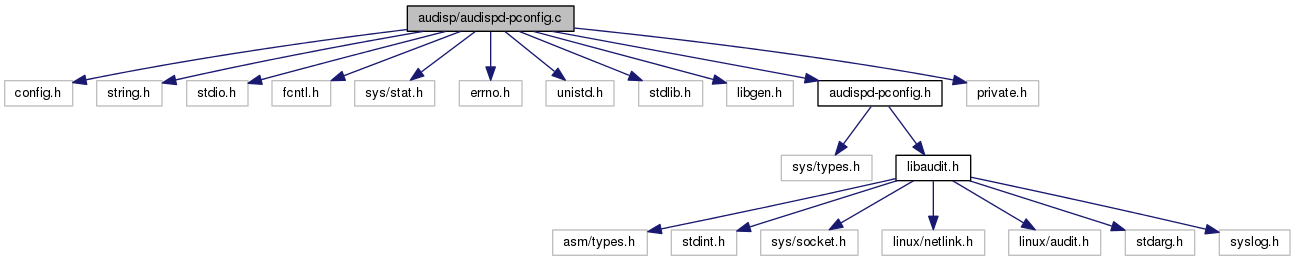 audisp/audispd-pconfig.c
config.h
string.h
stdio.h
fcntl.h
sys/stat.h
errno.h
unistd.h
stdlib.h
libgen.h
audispd-pconfig.h
private.h
sys/types.h
libaudit.h
asm/types.h
stdint.h
sys/socket.h
linux/netlink.h
linux/audit.h
stdarg.h
syslog.h